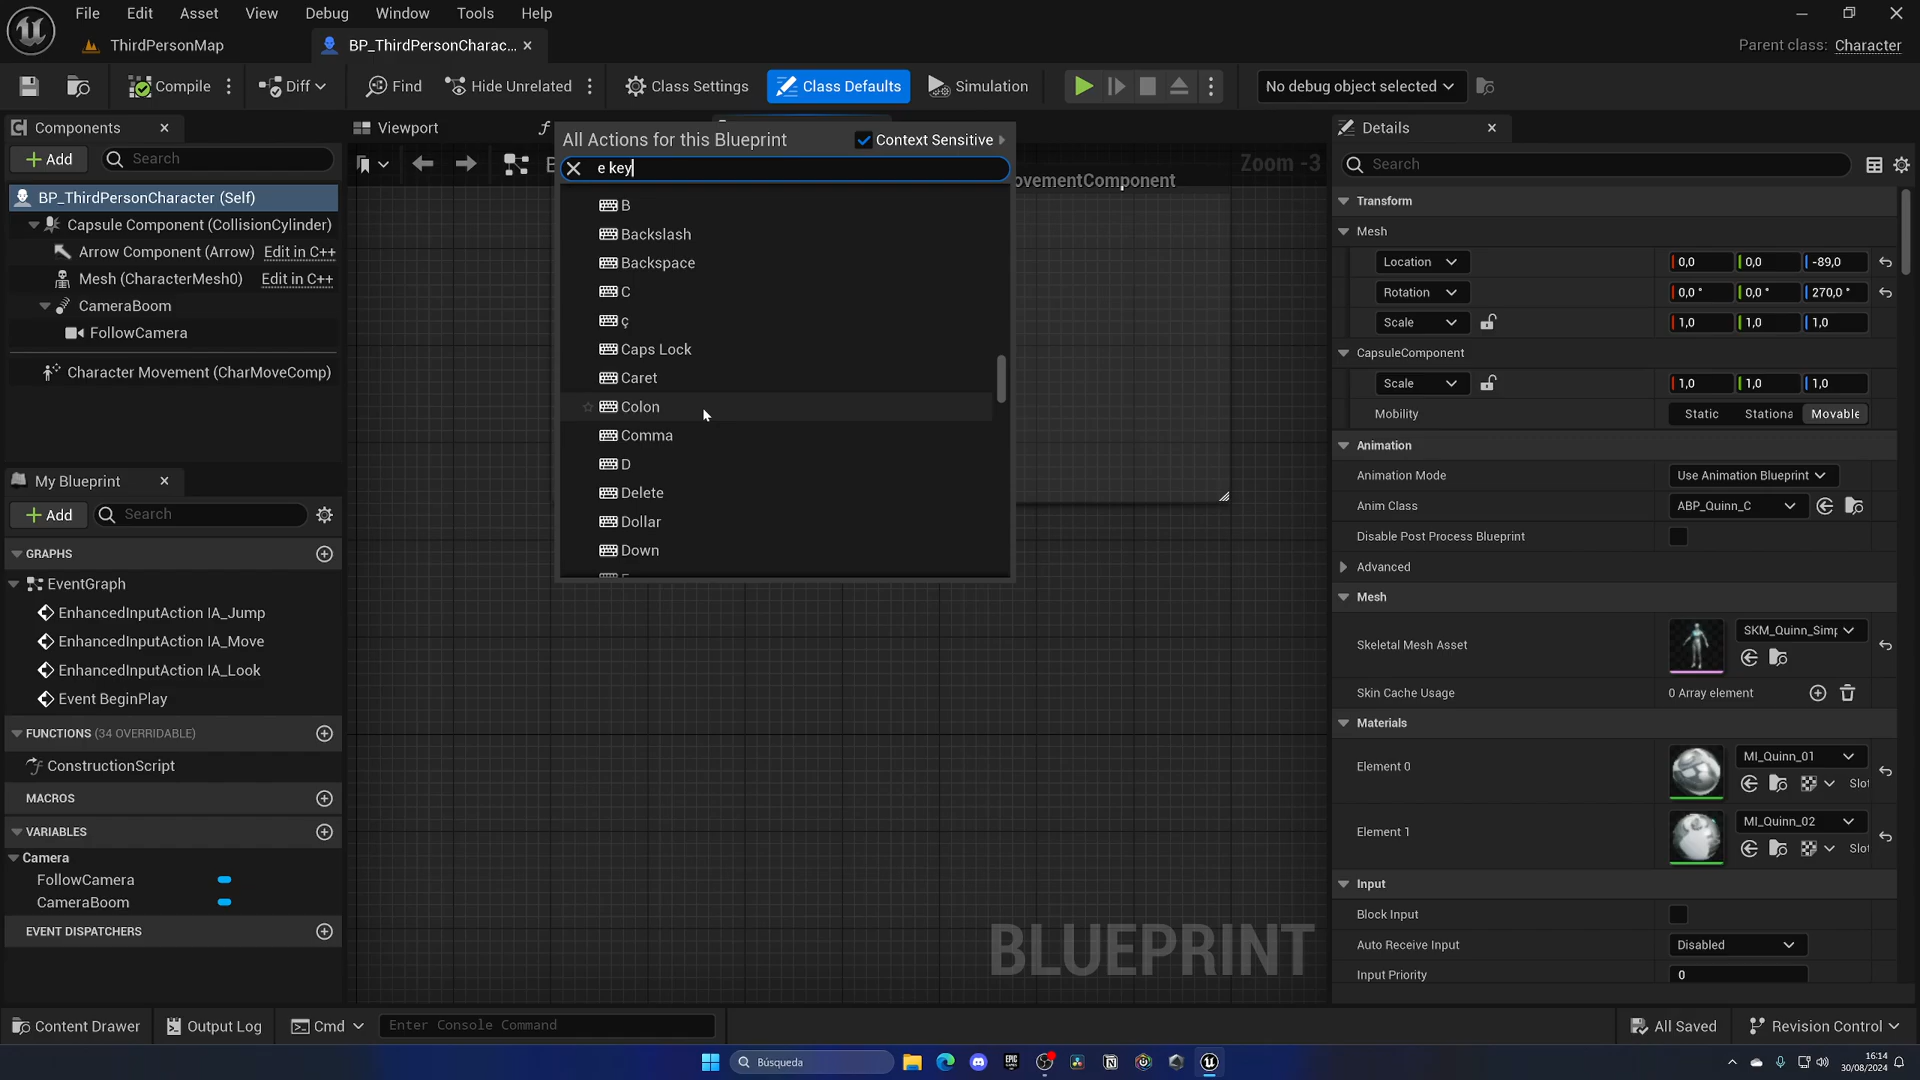 File Edit Asset View Debug Window Tools Help
ThirdPersonMap
BP_ThirdPersonCharac...
Parent class: Character
Compile
Diff
Find
Hide Unrelated
Class Settings
Class Defaults
Simulation
No debug object selected
Components
Add
Search
BP_ThirdPersonCharacter (Self)
Capsule Component (CollisionCylinder)
Arrow Component (Arrow) Edit in C++
Mesh (CharacterMesh0) Edit in C++
CameraBoom
FollowCamera
Character Movement (CharMoveComp)
My Blueprint
Add
Search
GRAPHS
EventGraph
EnhancedInputAction IA_Jump
EnhancedInputAction IA_Move
EnhancedInputAction IA_Look
Event BeginPlay
FUNCTIONS (34 OVERRIDABLE)
ConstructionScript
MACROS
VARIABLES
Camera
FollowCamera
CameraBoom
EVENT DISPATCHERS
Viewport
f
All Actions for this Blueprint
Context Sensitive
e key
B
Backslash
Backspace
C
ç
Caps Lock
Caret
Colon
Comma
D
Delete
Dollar
Down
Zoom -3
ovementComponent
BLUEPRINT
Details
Search
Transform
Mesh
Location 0,0 0,0 -89,0
Rotation 0,0 ° 0,0 ° 270,0 °
Scale 1,0 1,0 1,0
CapsuleComponent
Scale 1,0 1,0 1,0
Mobility Static Stationa Movable
Animation
Animation Mode Use Animation Blueprint
Anim Class ABP_Quinn_C
Disable Post Process Blueprint
Advanced
Mesh
Skeletal Mesh Asset SKM_Quinn_Simp
Skin Cache Usage 0 Array element
Materials
Element 0 MI_Quinn_01
Slot
Element 1 MI_Quinn_02
Slot
Input
Block Input
Auto Receive Input Disabled
Input Priority 0
Content Drawer
Output Log
Cmd
Enter Console Command
All Saved
Revision Control
Búsqueda
16:14
30/08/2024